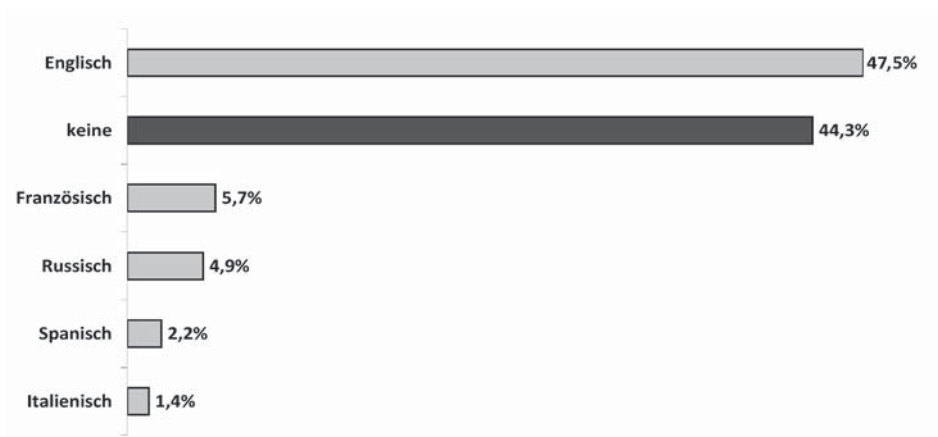 Englisch 47,5%
keine 44,3%
Französisch 5,7%
Russisch 4,9%
Spanisch 2,2%
Italienisch 1,4%